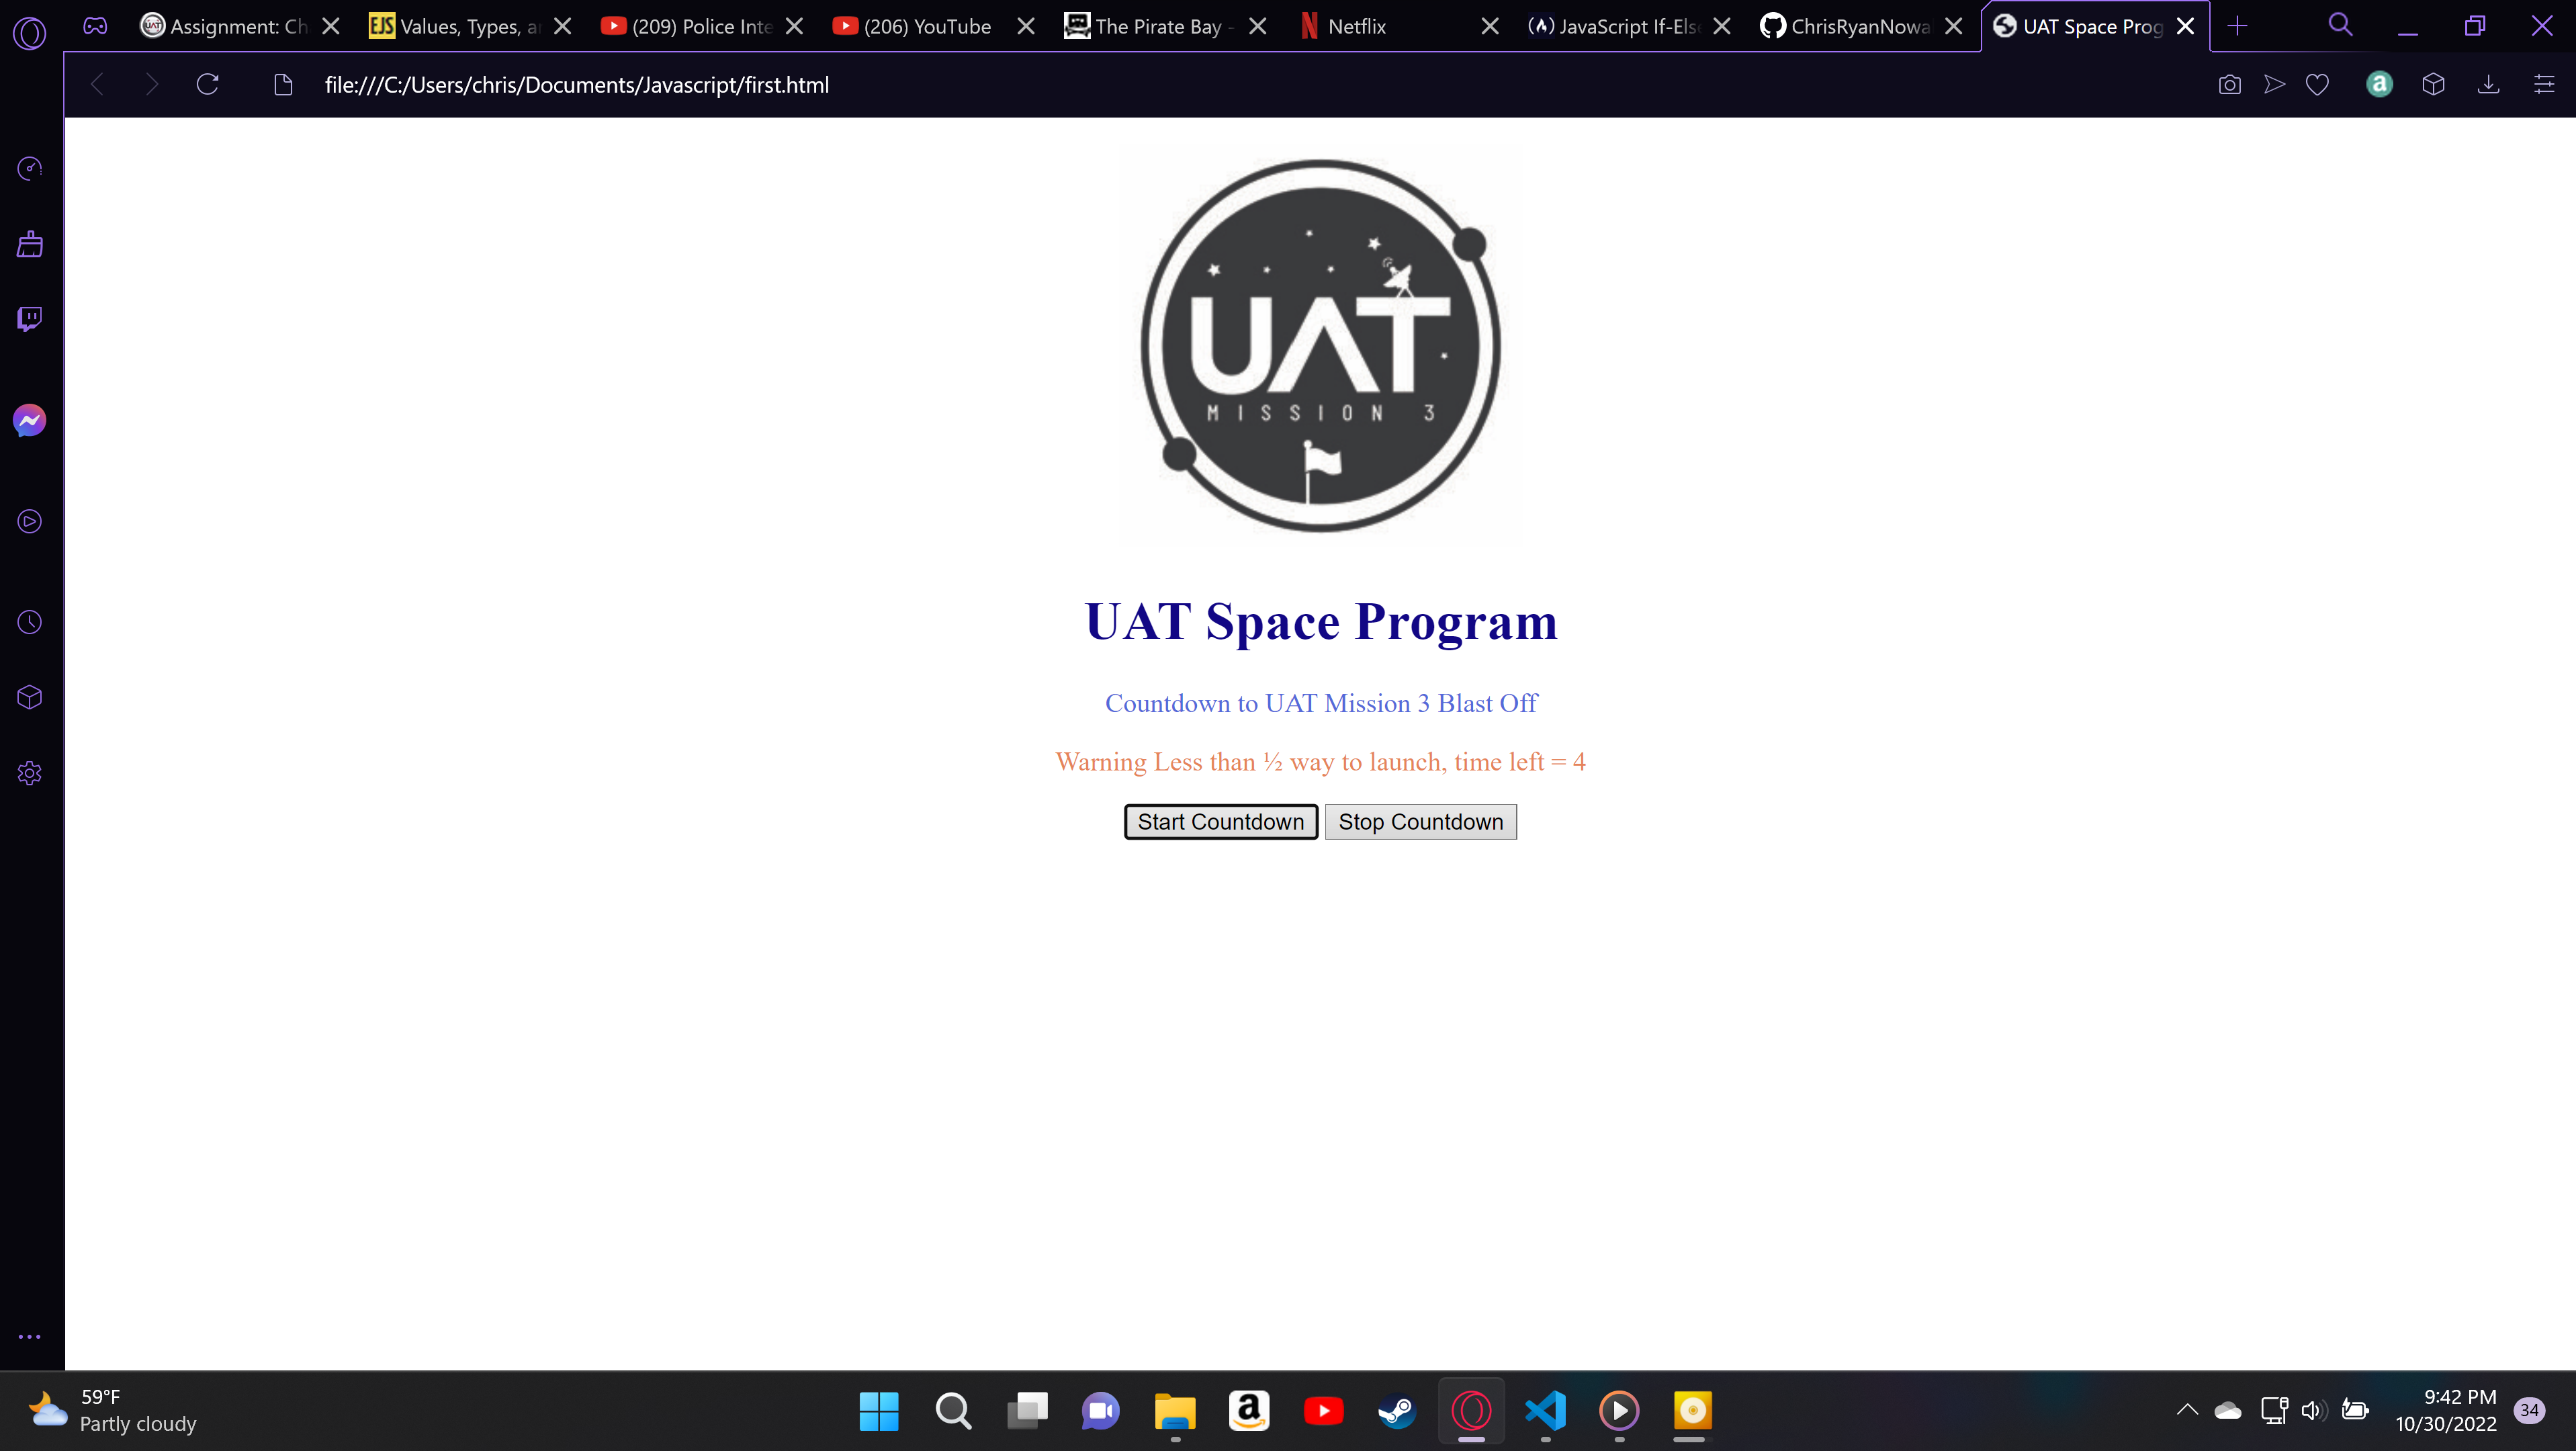 Assignment: Ch
EJS Values, Types, a
(209) Police Inte
(206) YouTube
The Pirate Bay -
Netflix
JavaScript If-Els
ChrisRyanNowa
UAT Space Prog
file:///C:/Users/chris/Documents/Javascript/first.html
UAT
MISSION 3
UAT Space Program
Countdown to UAT Mission 3 Blast Off
Warning Less than ½ way to launch, time left = 4
Start Countdown Stop Countdown
59°F
Partly cloudy
9:42 PM
10/30/2022
34